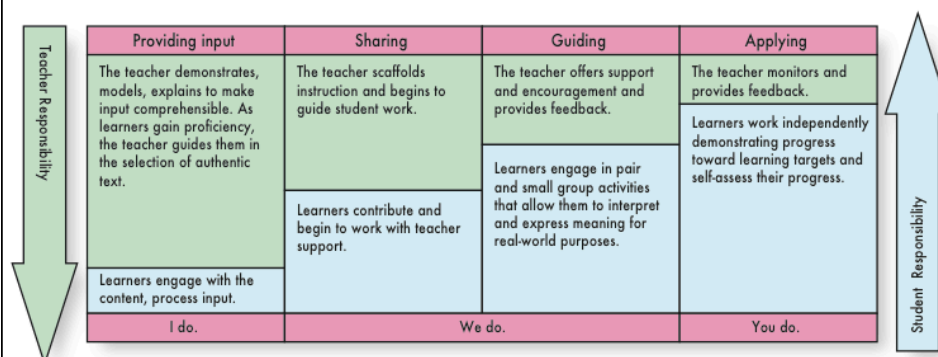 Teacher Responsibility
Providing input
The teacher demonstrates,
models, explains to make
input comprehensible. As
learners gain proficiency,
the teacher guides them in
the selection of authentic
text.
Learners engage with the
content, process input.
I do.
Sharing
The teacher scaffolds
instruction and begins to
guide student work.
Learners contribute and
begin to work with teacher
support.
Guiding
The teacher offers support
and encouragement and
provides feedback.
Learners engage in pair
and small group activities
that allow them to interpret
and express meaning for
real-world purposes.
We do.
Applying
The teacher monitors and
provides feedback.
Learners work independently
demonstrating progress
toward learning targets and
self-assess their progress.
You do.
Student Responsibility